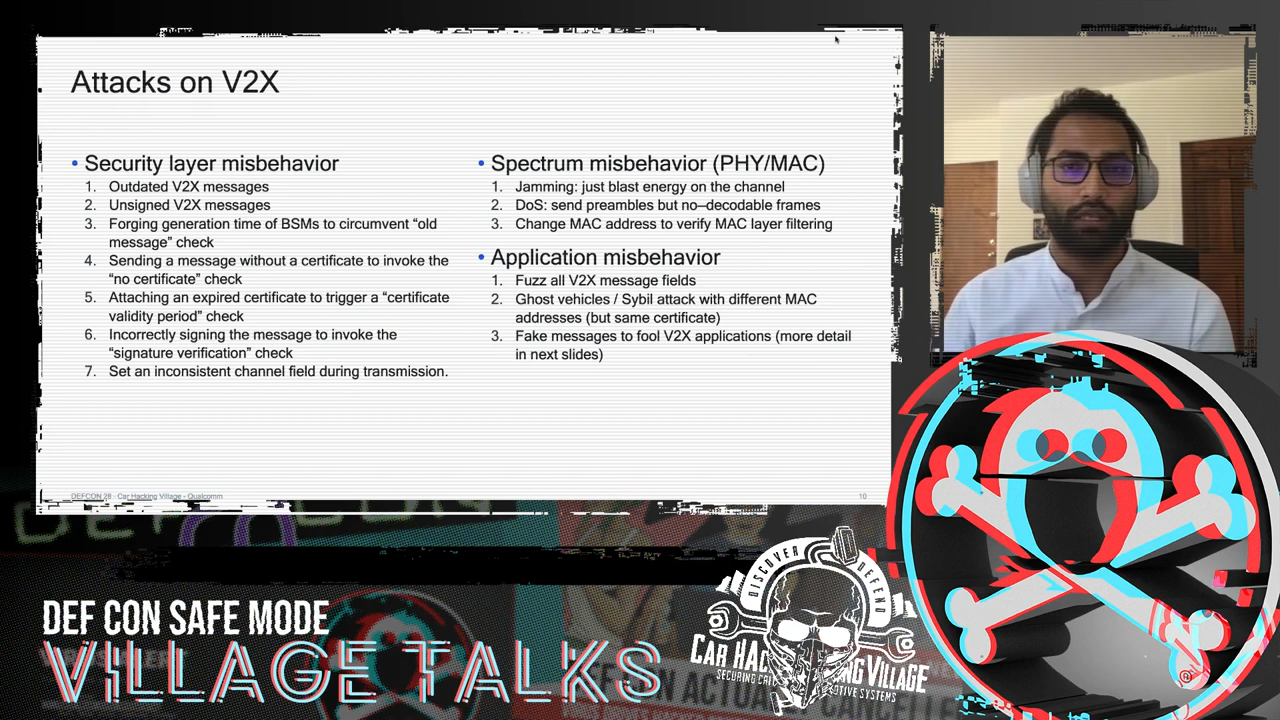 Attacks on V2X
• Security layer misbehavior
1. Outdated V2X messages
2. Unsigned V2X messages
3. Forging generationtime of BSMs to circumvent “old
message” check
4. Sending a message without a certificate to invoke the
“no certificate” check
5. Attaching an expired certificate to trigger a “certificate
validity period” check
6. Incorrectly signing the message to invoke the
“signature verification” check
7. Set an inconsistent channel field during transmission.
• Spectrum misbehavior (PHY/MAC)
1. Jamming: just blast energy on the channel
2. DoS: send preambles but no–decodable frames
3. Change MAC address to verify MAC layer filtering
• Application misbehavior
1. Fuzz all V2X message fields
2. Ghost vehicles / Sybil attack with different MAC
addresses (but same certificate)
3. Fake messages to fool V2X applications (more detail
in next slides)
DEFCON 28 - Car Hacking Village - Qualcomm
10
DEF CON SAFE MODE
VILLAGE TALKS
DISCOVER
DEFEND